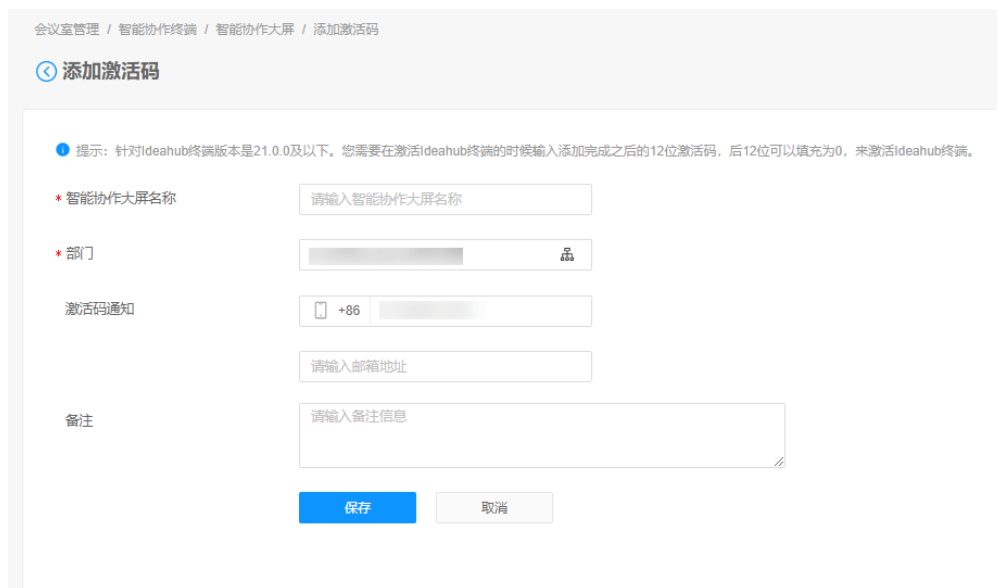 会议室管理 / 智能协作终端 / 智能协作大屏 / 添加激活码
添加激活码
提示：针对Ideahub终端版本是21.0.0及以下。您需要在激活Ideahub终端的时候输入添加完成之后的12位激活码，后12位可以填充为0，来激活Ideahub终端。
* 智能协作大屏名称 请输入智能协作大屏名称
* 部门
激活码通知 +86
请输入邮箱地址
备注 请输入备注信息
保存 取消